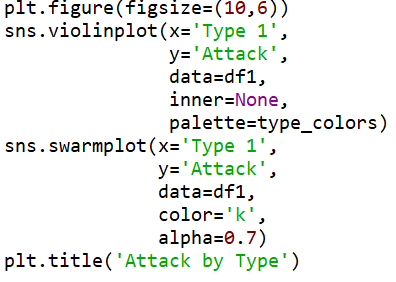 plt.figure(figsize=(10,6))
sns.violinplot(x='Type 1',
               y='Attack',
               data=df1,
               inner=None,
               palette=type_colors)
sns.swarmplot(x='Type 1',
              y='Attack',
              data=df1,
              color='k',
              alpha=0.7)
plt.title('Attack by Type')